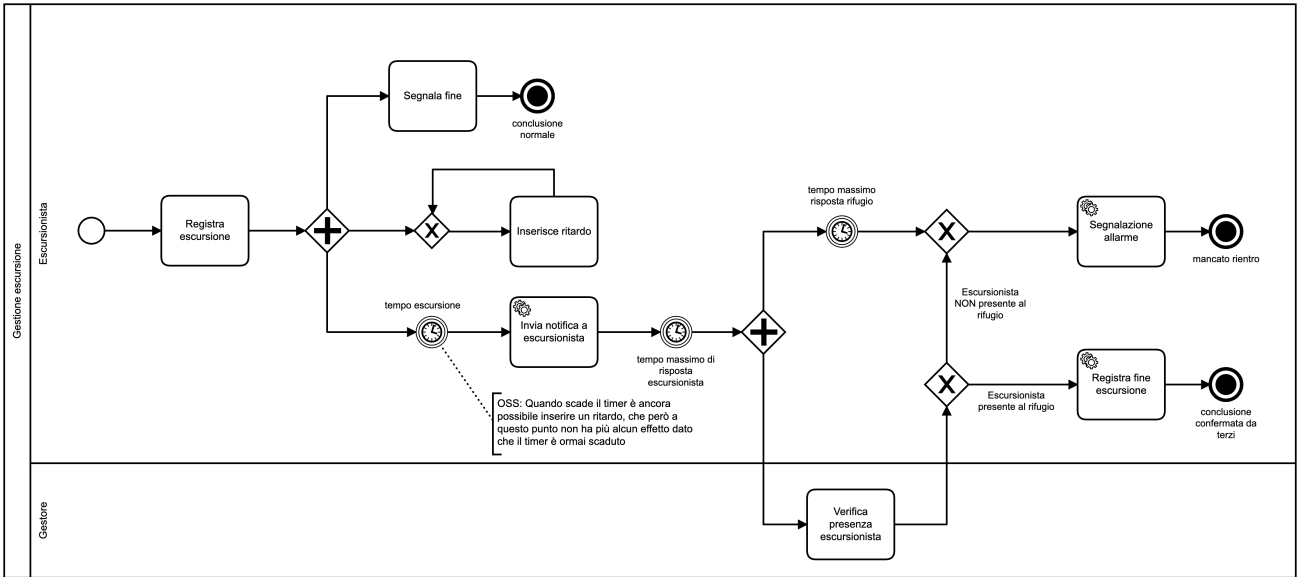 Gestione escursione
Escursionista
Gestore
Registra
escursione
Segnala fine
conclusione
normale
Inserisce ritardo
tempo escursione
Invia notifica a
escursionista
tempo massimo di
risposta
escursionista
OSS: Quando scade il timer è ancora
possibile inserire un ritardo, che però a
questo punto non ha più alcun effetto dato
che il timer è ormai scaduto
tempo massimo
risposta rifugio
Segnalazione
allarme
mancato rientro
Escursionista
NON presente al
rifugio
Escursionista
presente al rifugio
Registra fine
escursione
conclusione
confermata da
terzi
Verifica
presenza
escursionista